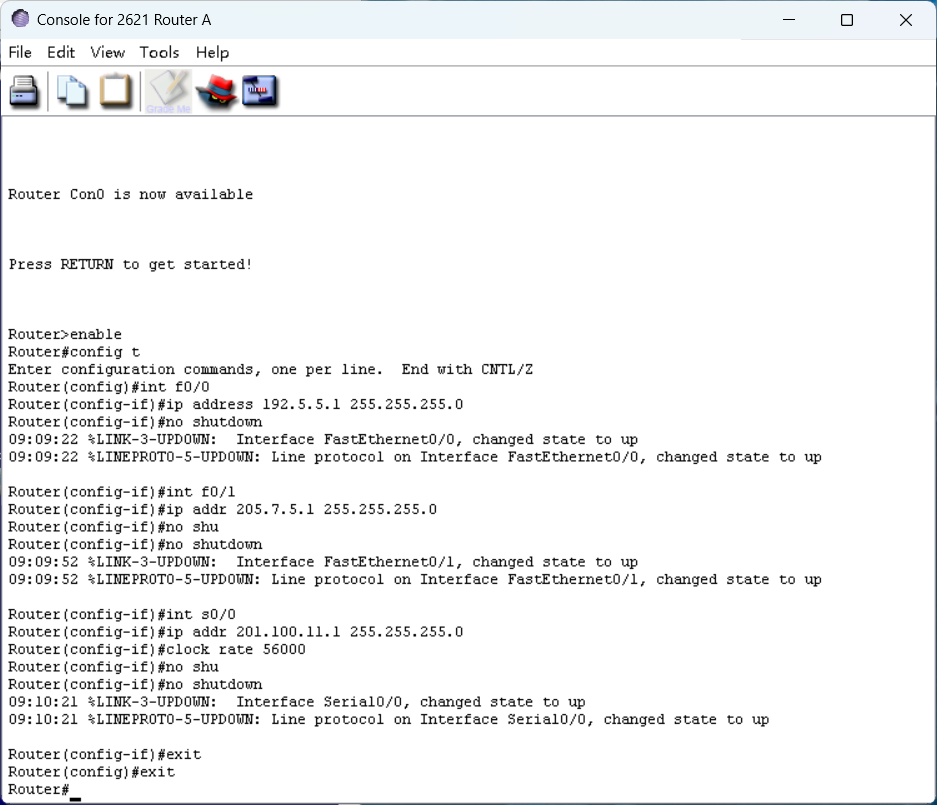 Console for 2621 Router A
File Edit View Tools Help
Grade Me
Router Con0 is now available
Press RETURN to get started!
Router>enable
Router#config t
Enter configuration commands, one per line.  End with CNTL/Z
Router(config)#int f0/0
Router(config-if)#ip address 192.5.5.1 255.255.255.0
Router(config-if)#no shutdown
09:09:22 %LINK-3-UPDOWN:  Interface FastEthernet0/0, changed state to up
09:09:22 %LINEPROTO-5-UPDOWN: Line protocol on Interface FastEthernet0/0, changed state to up
Router(config-if)#int f0/1
Router(config-if)#ip addr 205.7.5.1 255.255.255.0
Router(config-if)#no shu
Router(config-if)#no shutdown
09:09:52 %LINK-3-UPDOWN:  Interface FastEthernet0/1, changed state to up
09:09:52 %LINEPROTO-5-UPDOWN: Line protocol on Interface FastEthernet0/1, changed state to up
Router(config-if)#int s0/0
Router(config-if)#ip addr 201.100.11.1 255.255.255.0
Router(config-if)#clock rate 56000
Router(config-if)#no shu
Router(config-if)#no shutdown
09:10:21 %LINK-3-UPDOWN:  Interface Serial0/0, changed state to up
09:10:21 %LINEPROTO-5-UPDOWN: Line protocol on Interface Serial0/0, changed state to up
Router(config-if)#exit
Router(config)#exit
Router#